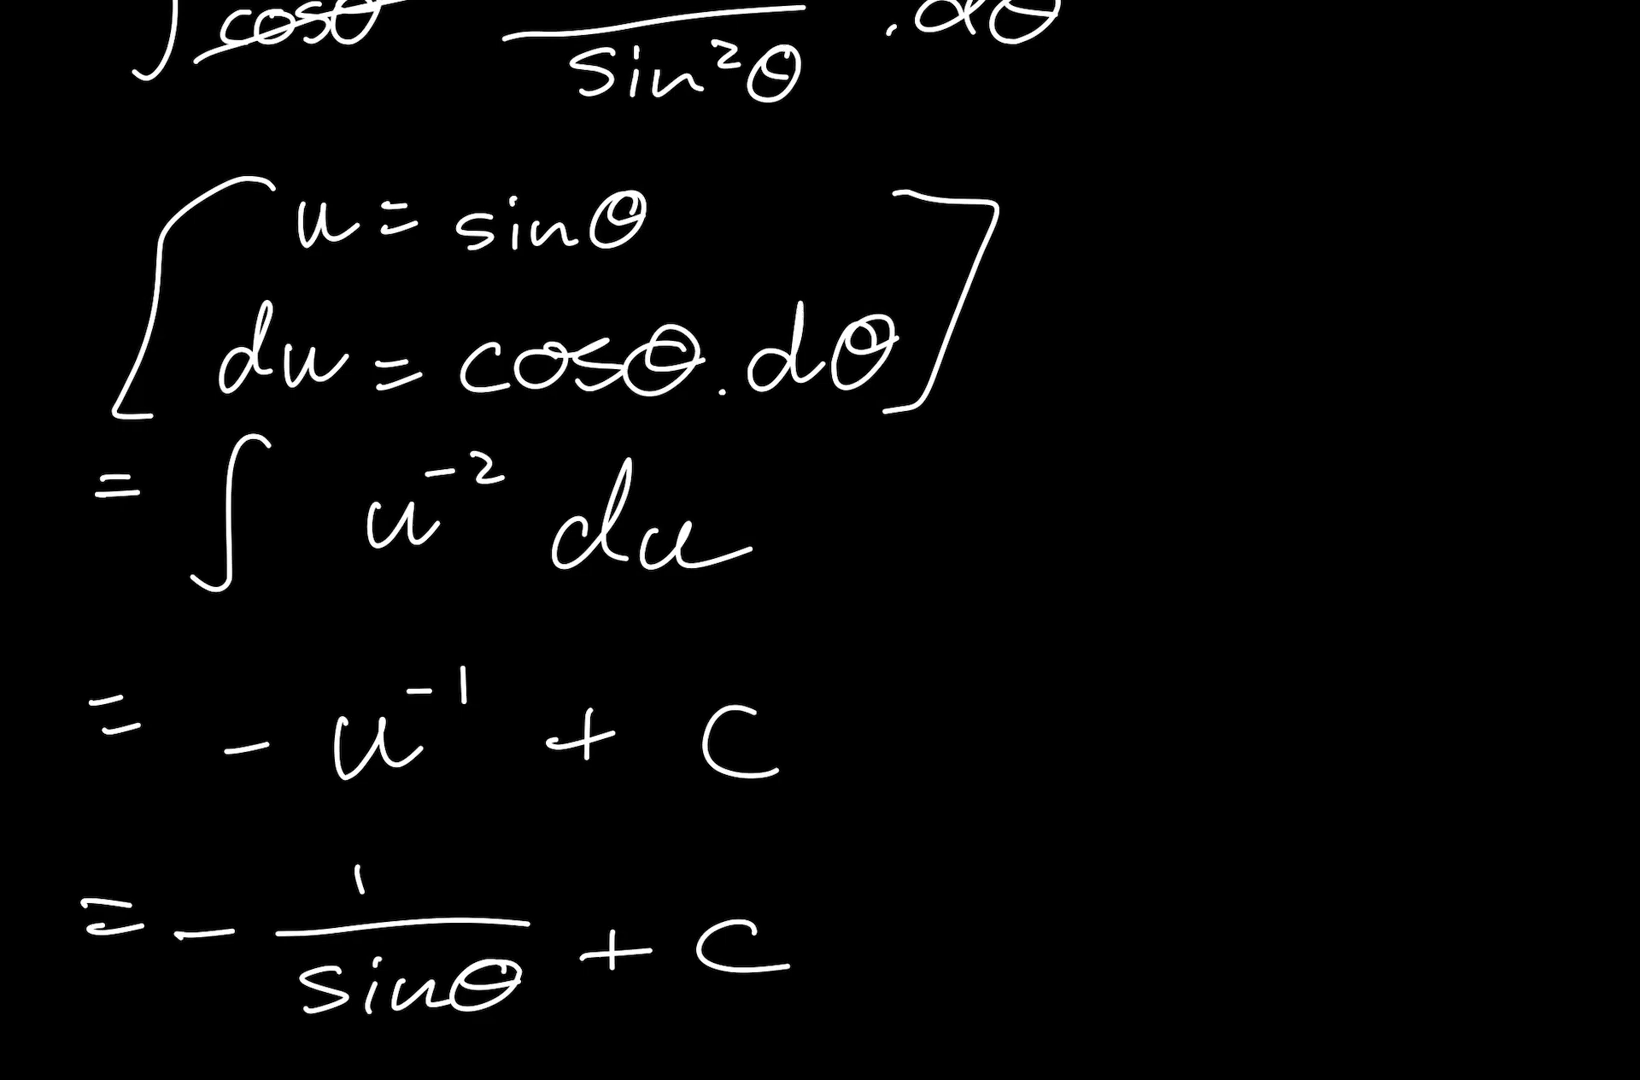 ∫ cosθ / sin²θ . dθ
[ u = sinθ
du = cosθ . dθ ]
= ∫ u⁻² du
= - u⁻¹ + C
= - 1/sinθ + C